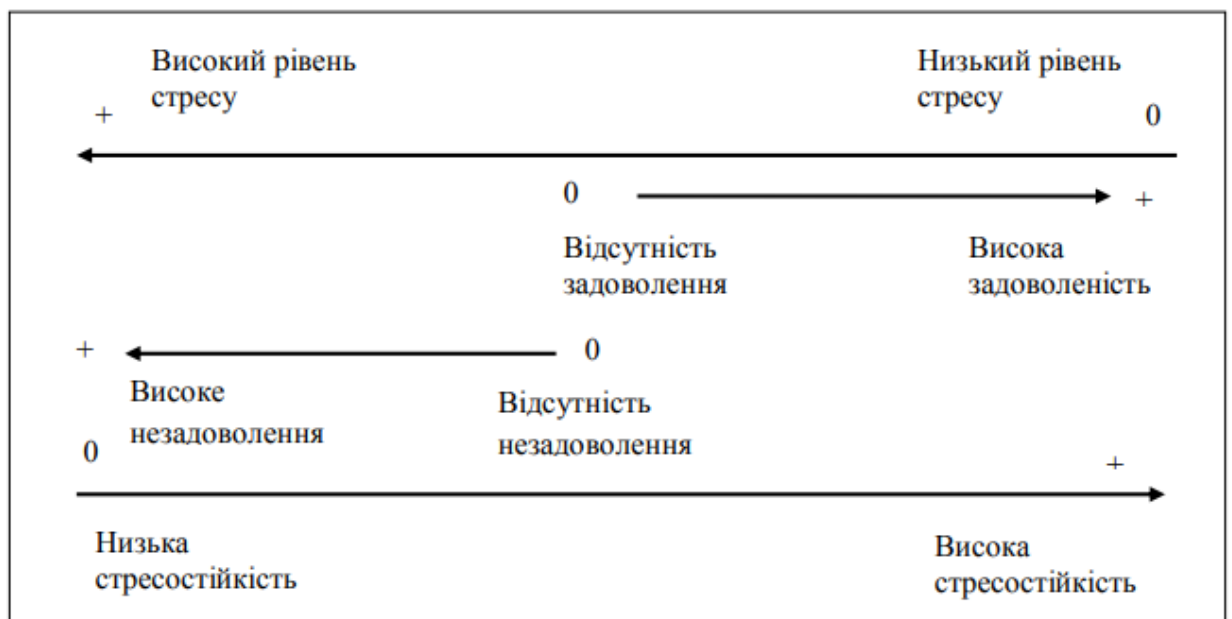 Високий рівень
стресу
Низький рівень
стресу
+
0
0
+
Відсутність
задоволення
Висока
задоволеність
+
0
Високе
незадоволення
Відсутність
незадоволення
0
+
Низька
стресостійкість
Висока
стресостійкість